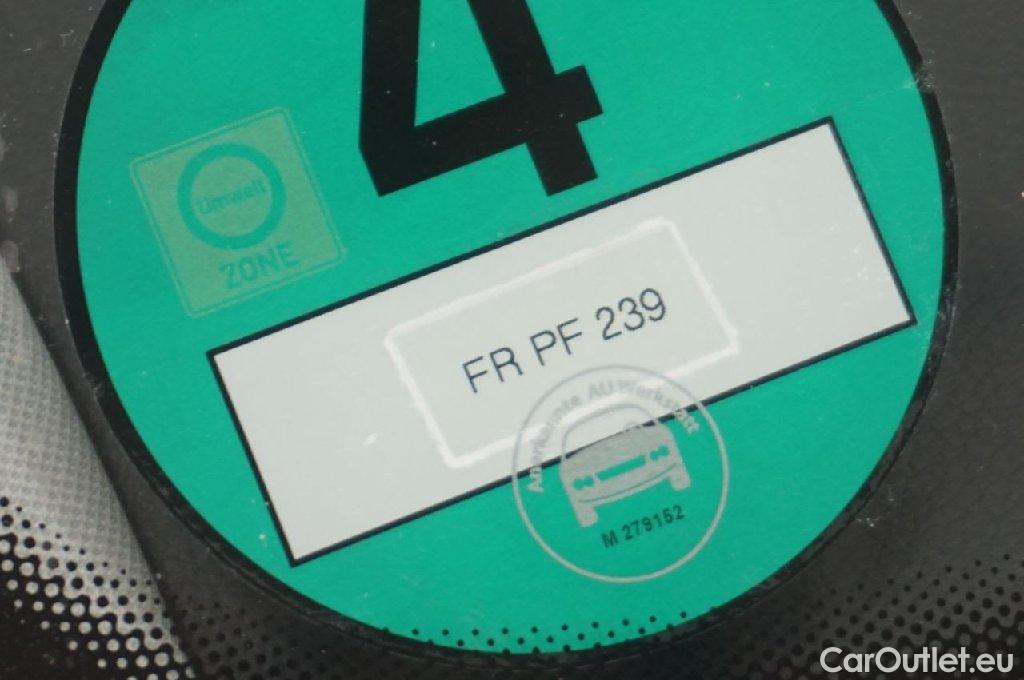 4
Umwelt
ZONE
FR PF 239
Anerkannte AU Werkstatt
M 279152
CarOutlet.eu